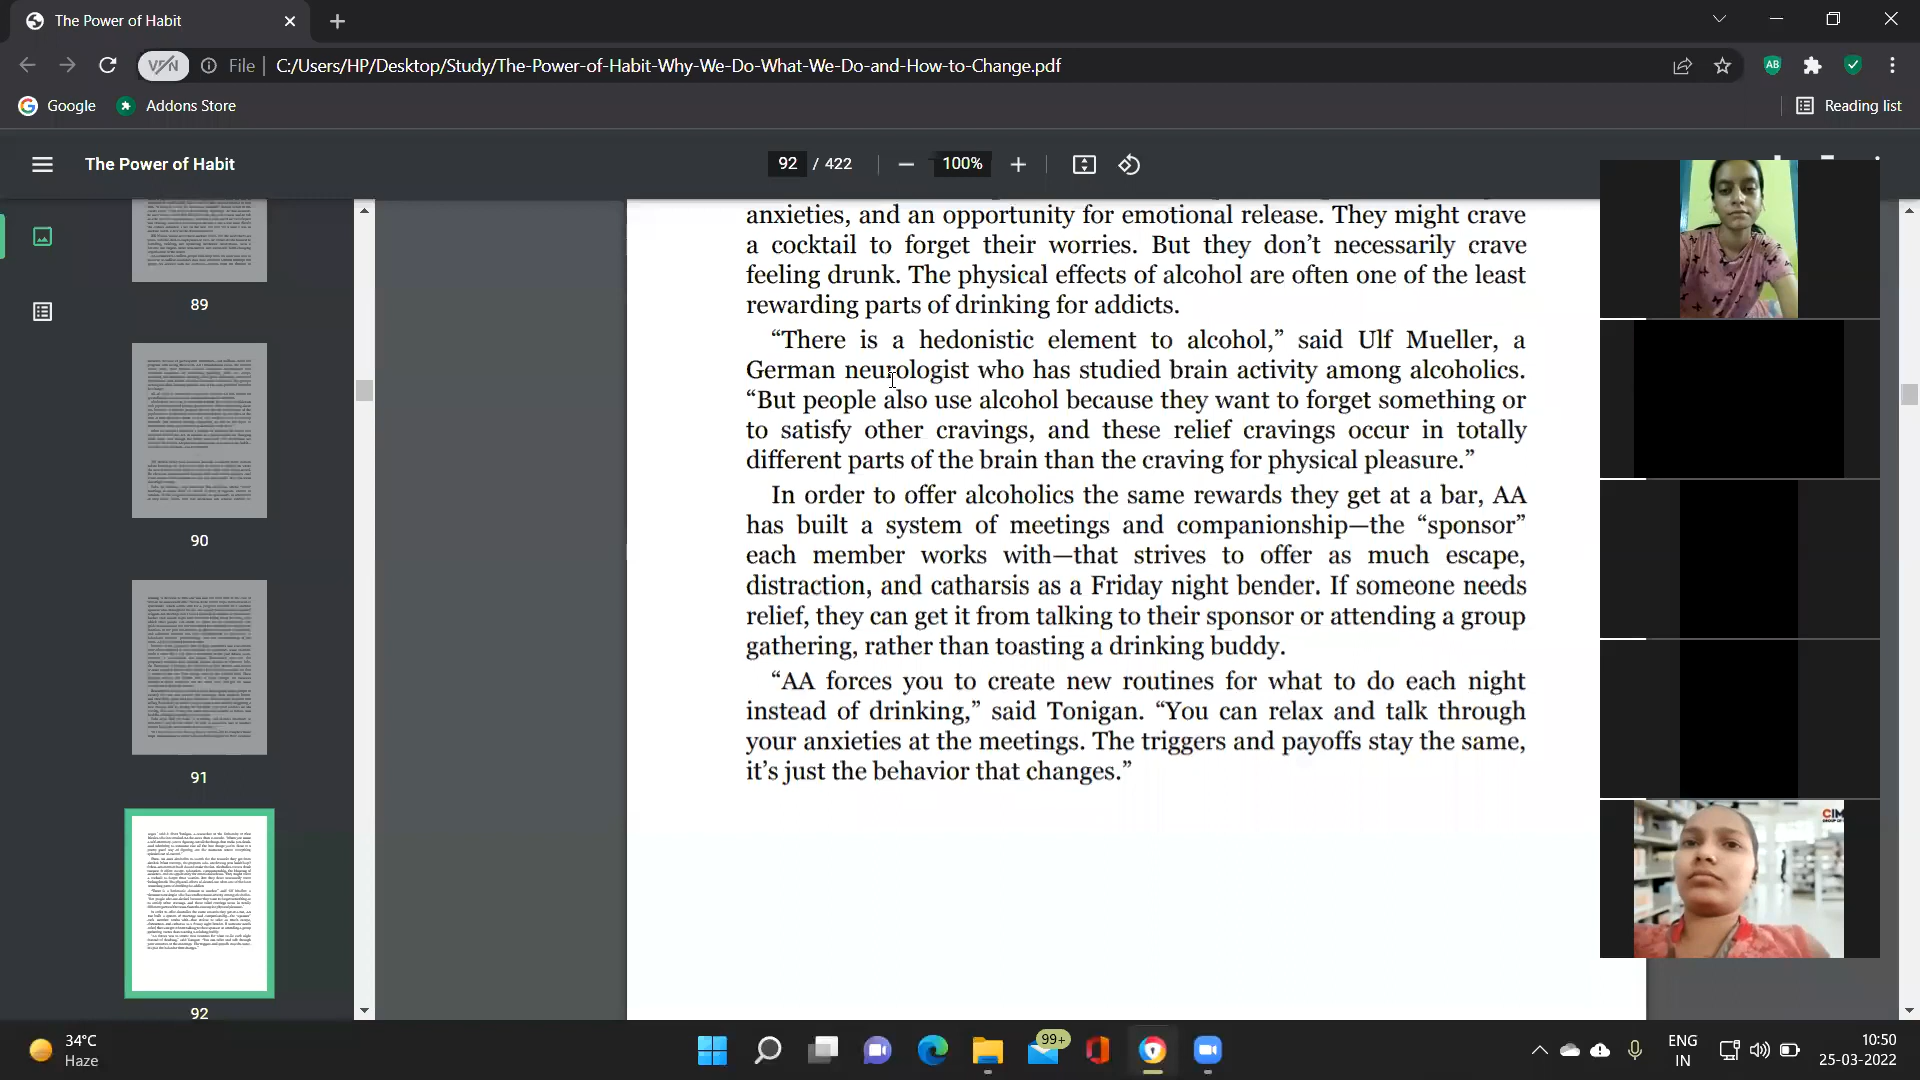 The Power of Habit
VPN
File
C:/Users/HP/Desktop/Study/The-Power-of-Habit-Why-We-Do-What-We-Do-and-How-to-Change.pdf
AB
Google
Addons Store
Reading list
The Power of Habit
92 / 422
100%
89
90
91
92
anxieties, and an opportunity for emotional release. They might crave
a cocktail to forget their worries. But they don’t necessarily crave
feeling drunk. The physical effects of alcohol are often one of the least
rewarding parts of drinking for addicts.
“There is a hedonistic element to alcohol,” said Ulf Mueller, a
German neurologist who has studied brain activity among alcoholics.
“But people also use alcohol because they want to forget something or
to satisfy other cravings, and these relief cravings occur in totally
different parts of the brain than the craving for physical pleasure.”
In order to offer alcoholics the same rewards they get at a bar, AA
has built a system of meetings and companionship—the “sponsor”
each member works with—that strives to offer as much escape,
distraction, and catharsis as a Friday night bender. If someone needs
relief, they can get it from talking to their sponsor or attending a group
gathering, rather than toasting a drinking buddy.
“AA forces you to create new routines for what to do each night
instead of drinking,” said Tonigan. “You can relax and talk through
your anxieties at the meetings. The triggers and payoffs stay the same,
it’s just the behavior that changes.”
34°C
Haze
99+
ENG
IN
10:50
25-03-2022